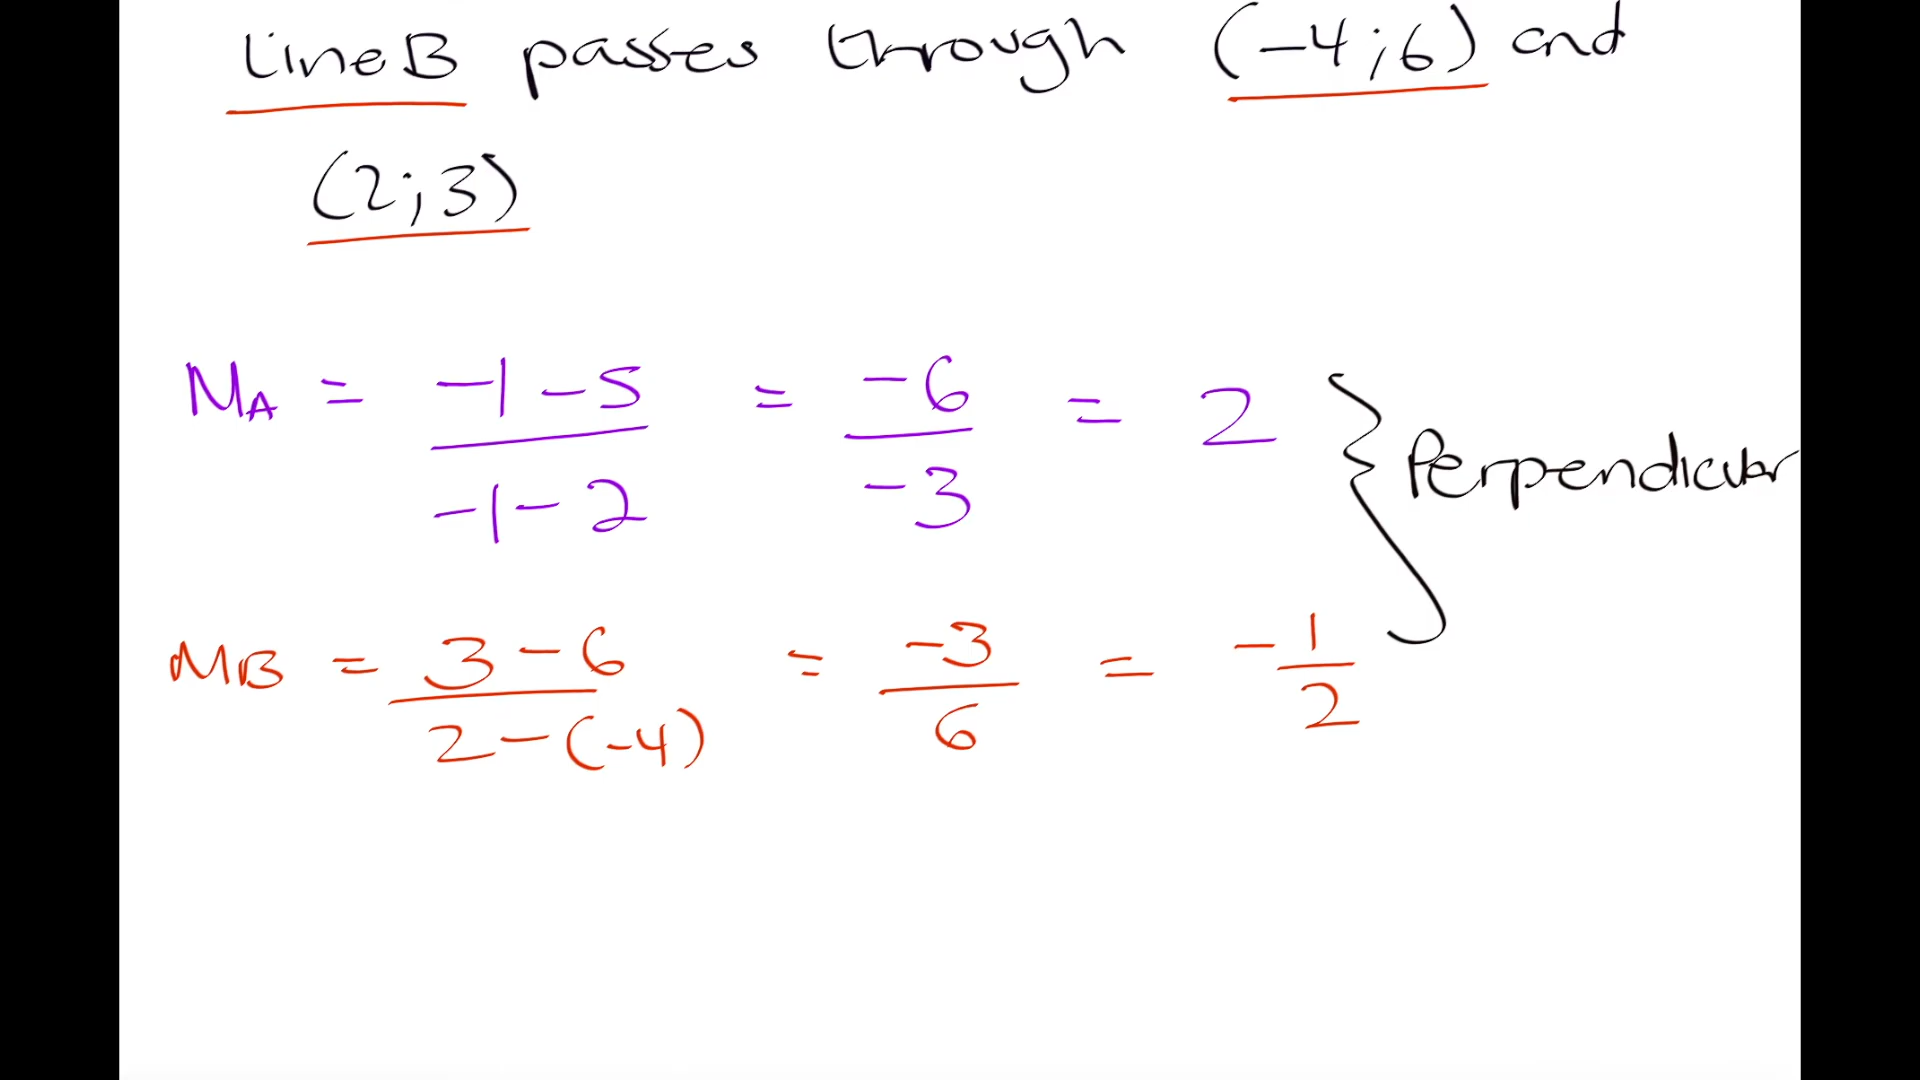 Line B passes through (-4;6) and
(2;3)
MA = -1-5 / -1-2 = -6 / -3 = 2 } Perpendicular
MB = 3-6 / 2-(-4) = -3 / 6 = -1/2